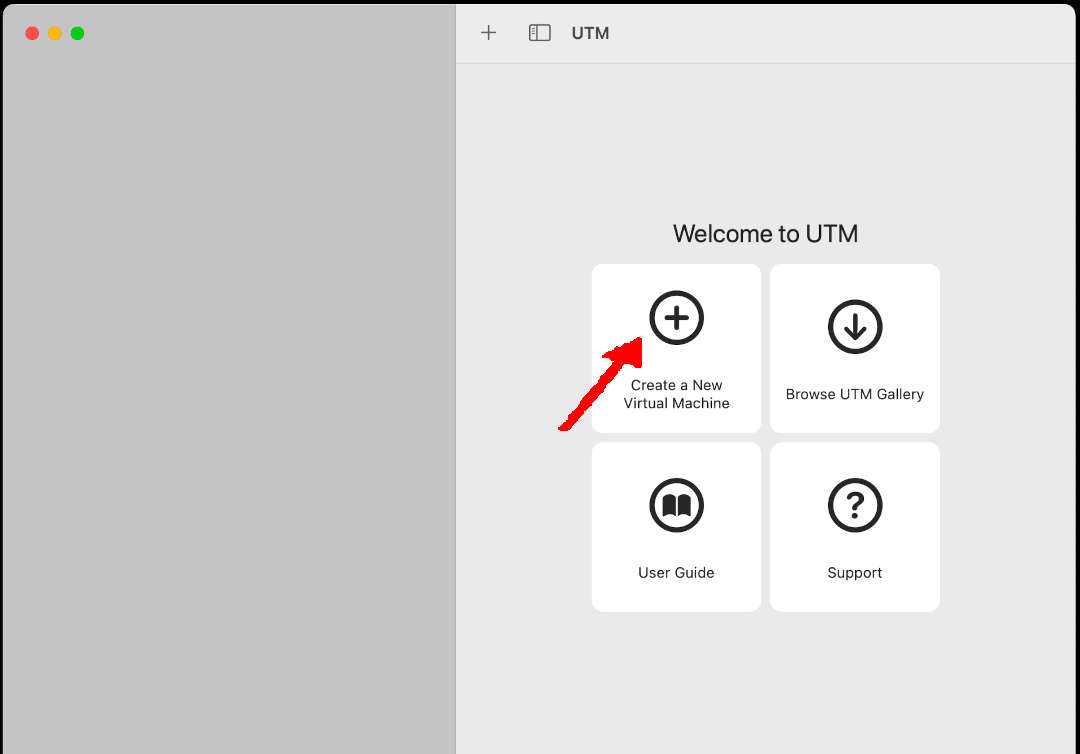 UTM
Welcome to UTM
Create a New
Virtual Machine
Browse UTM Gallery
User Guide
Support